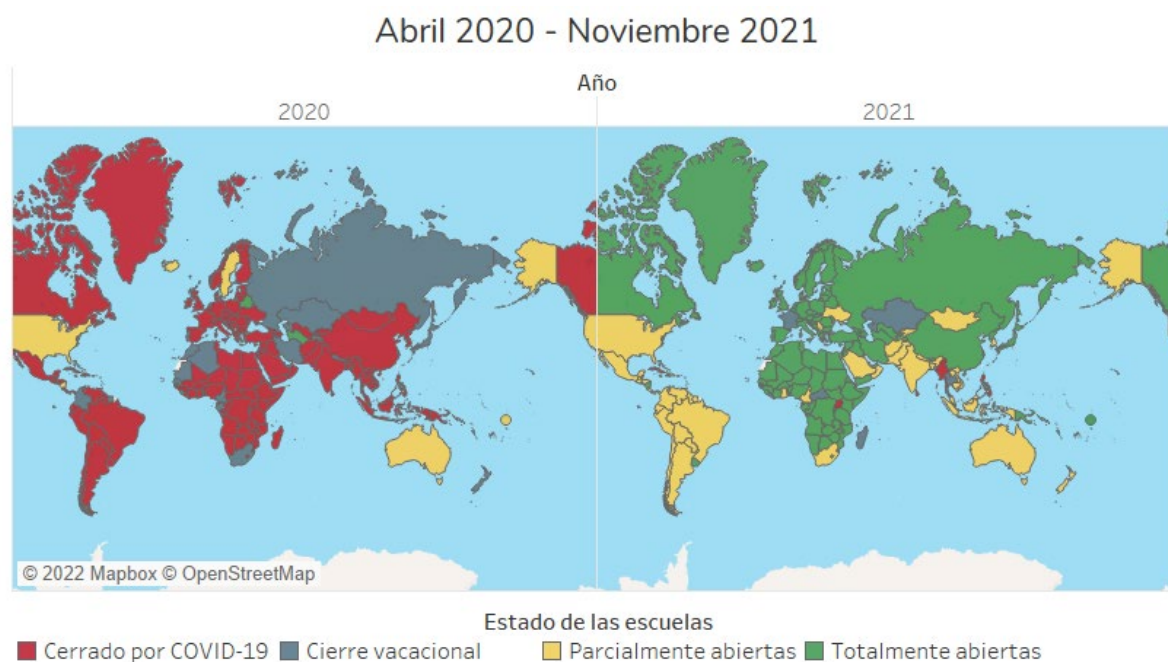 Abril 2020 - Noviembre 2021
Año
2020
2021
© 2022 Mapbox © OpenStreetMap
Estado de las escuelas
Cerrado por COVID-19 Cierre vacacional Parcialmente abiertas Totalmente abiertas